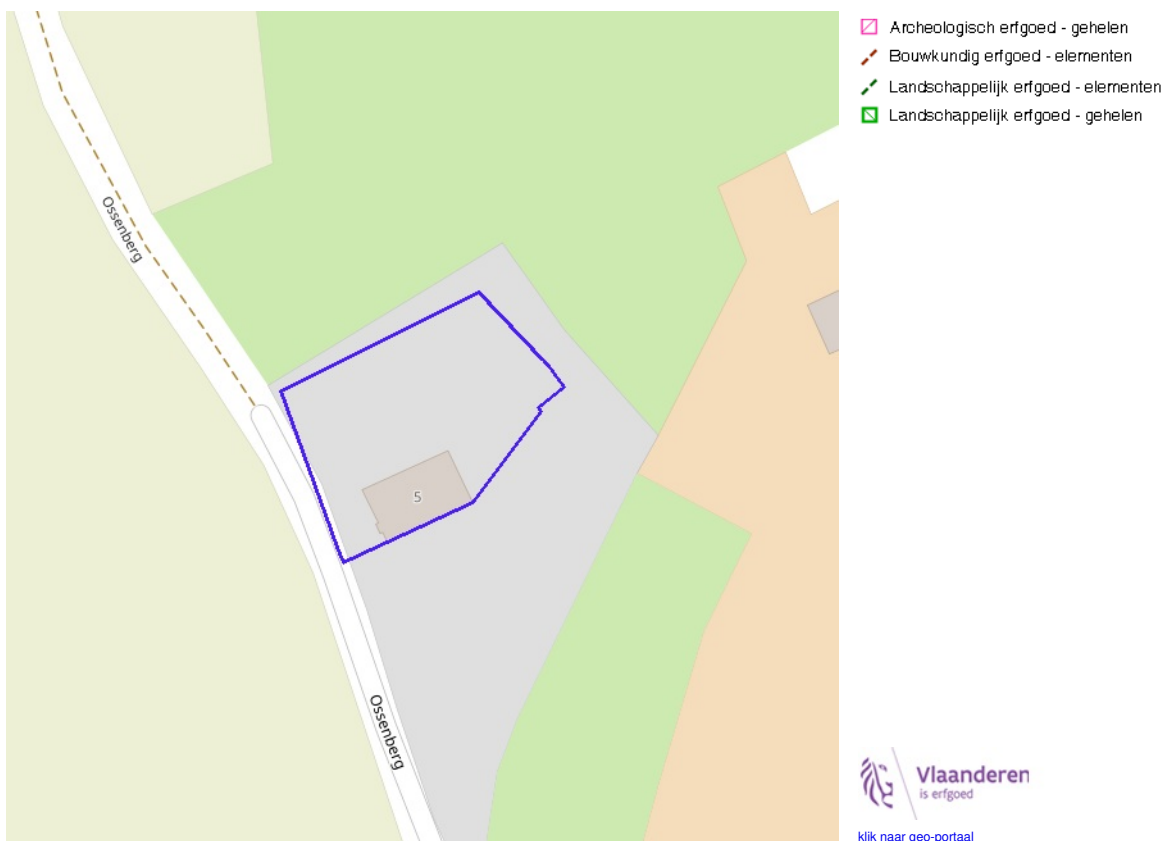 Archeologisch erfgoed - gehelen
Bouwkundig erfgoed - elementen
Landschappelijk erfgoed - elementen
Landschappelijk erfgoed - gehelen
Ossenberg
5
Ossenberg
Vlaanderen
is erfgoed
klik naar geo-portaal